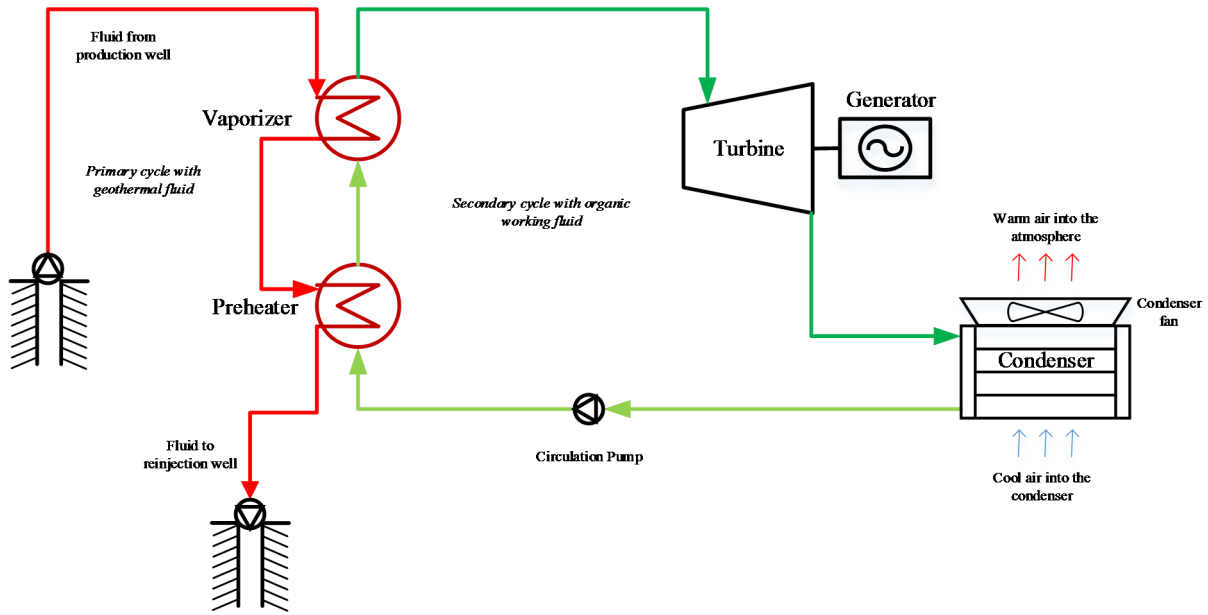 Fluid from
production well
Vaporizer
Primary cycle with
geothermal fluid
Secondary cycle with organic
working fluid
Generator
Turbine
Warm air into the
atmosphere
Preheater
Condenser
fan
Condenser
Fluid to
reinjection well
Circulation Pump
Cool air into the
condenser